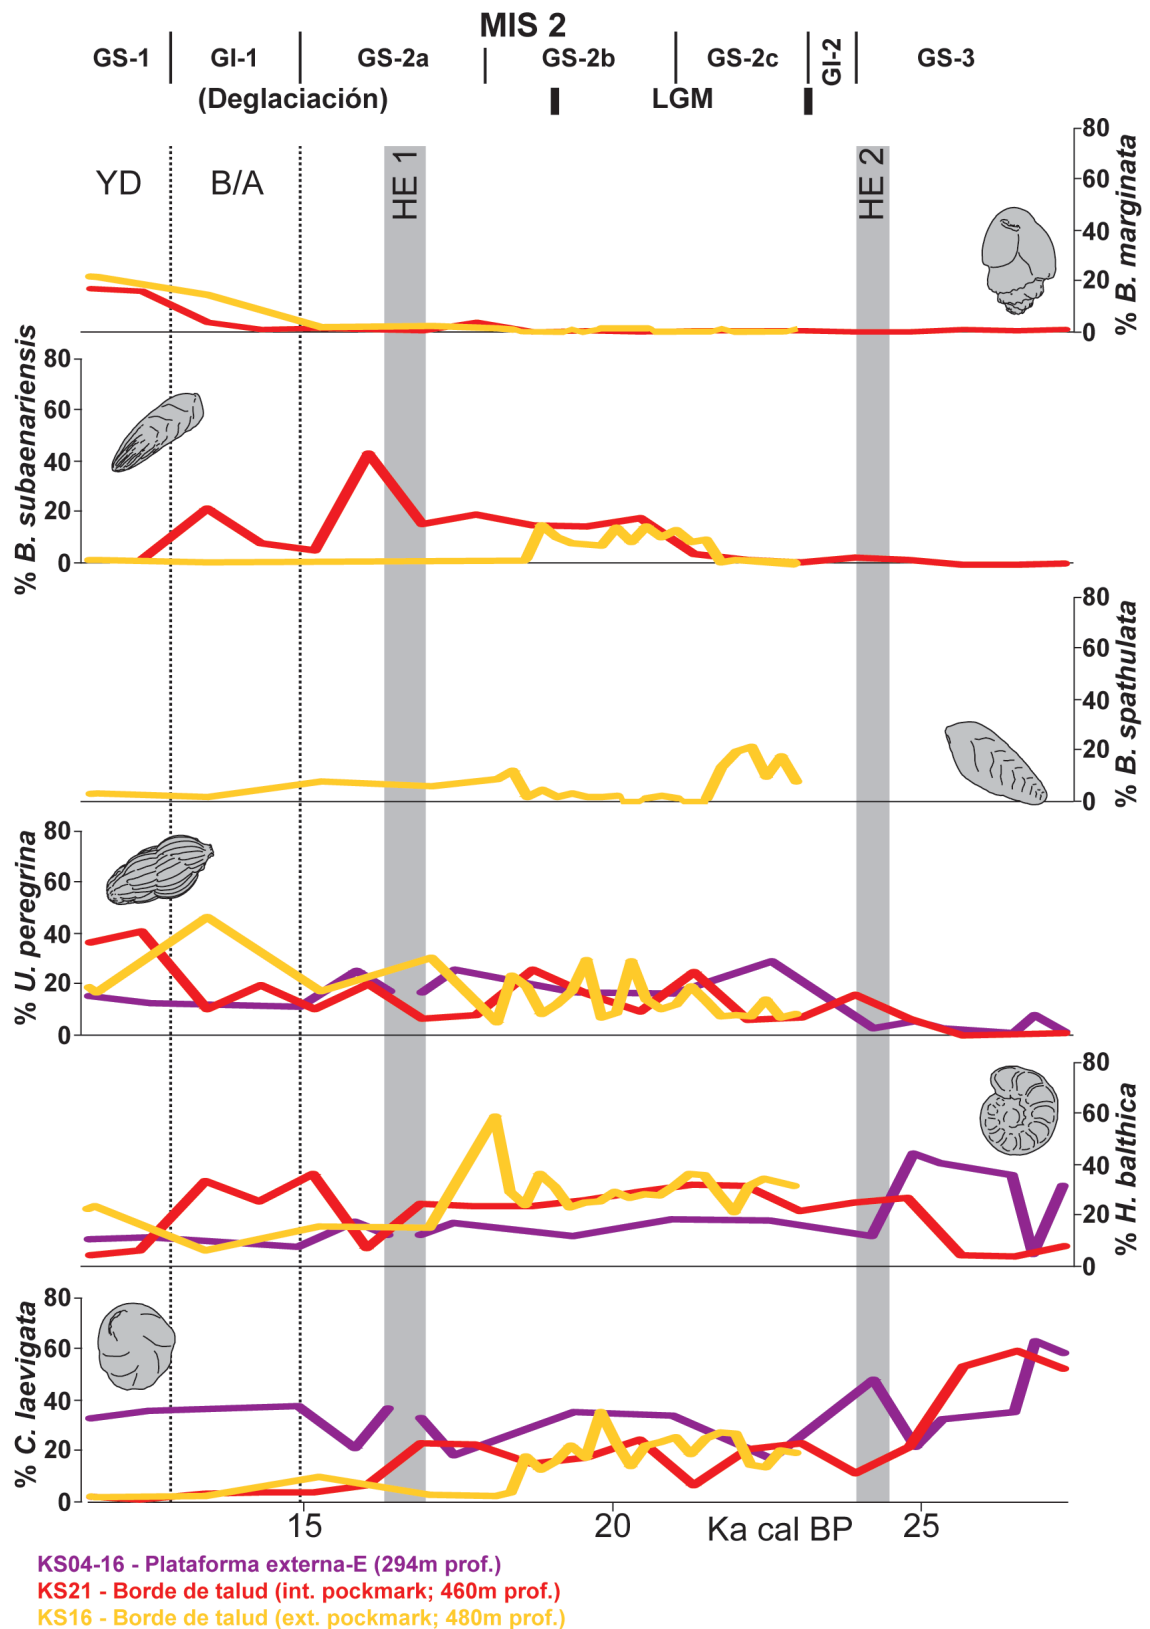 MIS 2
GS-1 GI-1 GS-2a GS-2b GS-2c GI-2 GS-3
(Deglaciación) LGM
YD B/A HE 1 HE 2
80
60
40
20
0
% B. marginata
80
60
40
20
0
% B. subaenariensis
80
60
40
20
0
% B. spathulata
80
60
40
20
0
% U. peregrina
80
60
40
20
0
% H. balthica
80
60
40
20
0
% C. laevigata
15 20 Ka cal BP 25
KS04-16 - Plataforma externa-E (294m prof.)
KS21 - Borde de talud (int. pockmark; 460m prof.)
KS16 - Borde de talud (ext. pockmark; 480m prof.)